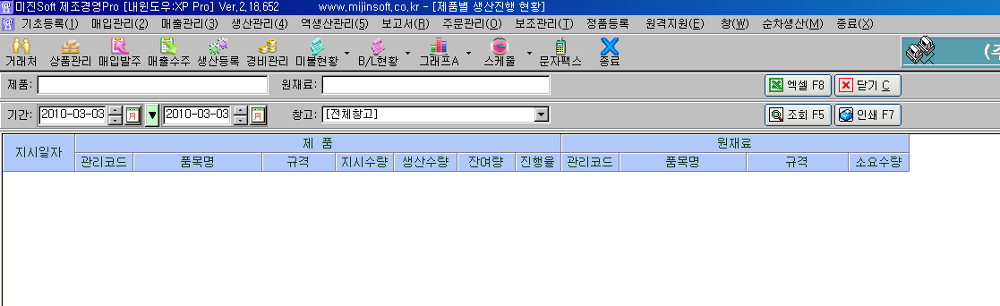 미진Soft 제조경영Pro [내윈도우:XP Pro] Ver,2,18,652 www.mijinsoft.co.kr - [제품별 생산진행 현황]
기초등록(1) 매입관리(2) 매출관리(3) 생산관리(4) 역생산관리(5) 보고서(R) 주문관리(O) 보조관리(T) 정품등록 원격지원(E) 창(W) 순차생산(M) 종료(X)
거래처 상품관리 매입발주 매출수주 생산등록 경비관리 미불현황 B/L현황 그래프A 스케줄 문자팩스 종료 (주
제품: 원재료: 엑셀 F8 닫기 C
기간: 2010-03-03 月 ▼ 2010-03-03 月 창고: [전체창고] 조회 F5 인쇄 F7
지시일자 제 품 원재료
관리코드 품목명 규격 지시수량 생산수량 잔여량 진행율 관리코드 품목명 규격 소요수량